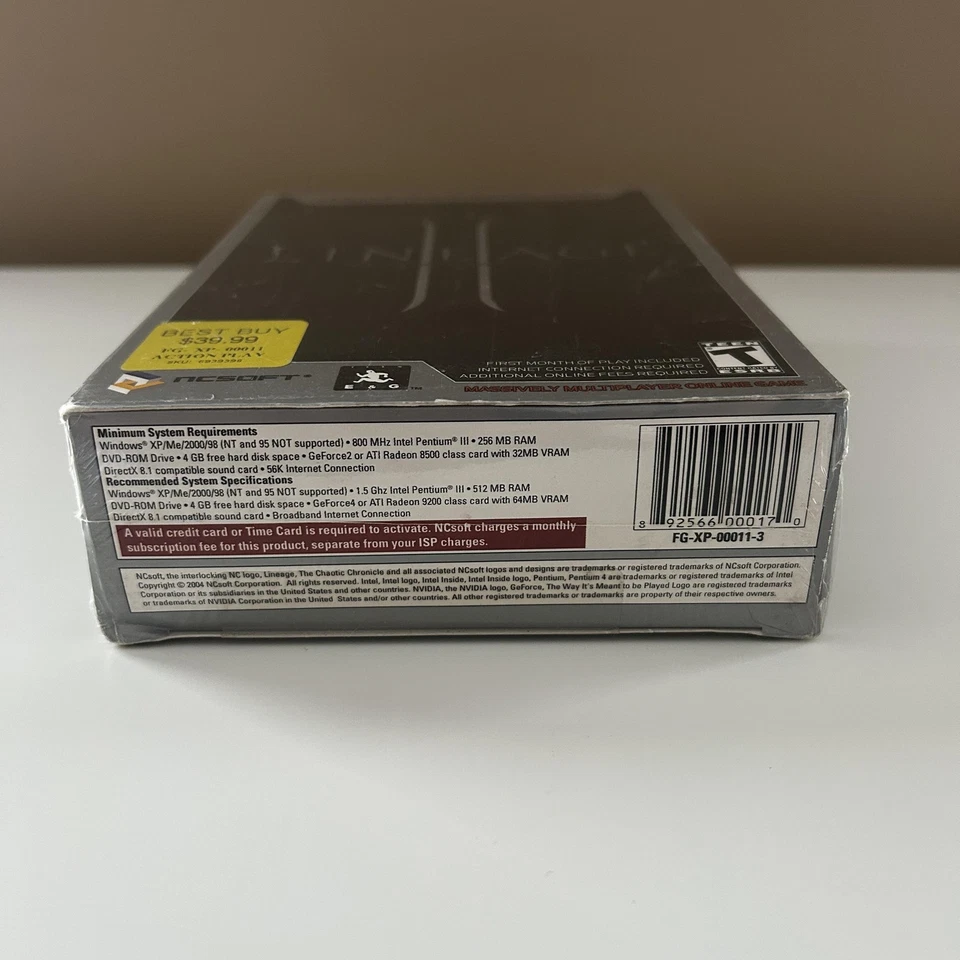 LINEAGE
II
BEST BUY
$39.99
FG- XP- 00011
ACTION PLAY
SKU: 6939396
NCSOFT®
ESG™
FIRST MONTH OF PLAY INCLUDED
INTERNET CONNECTION REQUIRED
ADDITIONAL ONLINE FEES REQUIRED
MASSIVELY MULTIPLAYER ONLINE GAME
TEEN
T
ESRB
Minimum System Requirements
Windows® XP/Me/2000/98 (NT and 95 NOT supported) • 800 MHz Intel Pentium® III • 256 MB RAM
DVD-ROM Drive • 4 GB free hard disk space • GeForce2 or ATI Radeon 8500 class card with 32MB VRAM
DirectX 8.1 compatible sound card • 56K Internet Connection
Recommended System Specifications
Windows® XP/Me/2000/98 (NT and 95 NOT supported) • 1.5 Ghz Intel Pentium® III • 512 MB RAM
DVD-ROM Drive • 4 GB free hard disk space • GeForce4 or ATI Radeon 9200 class card with 64MB VRAM
DirectX 8.1 compatible sound card • Broadband Internet Connection
A valid credit card or Time Card is required to activate. NCsoft charges a monthly
subscription fee for this product, separate from your ISP charges.
8 92566 00017 0
FG-XP-00011-3
NCsoft, the interlocking NC logo, Lineage, The Chaotic Chronicle and all associated NCsoft logos and designs are trademarks or registered trademarks of NCsoft Corporation.
Copyright © 2004 NCsoft Corporation. All rights reserved. Intel, Intel logo, Intel Inside, Intel Inside logo, Pentium, Pentium 4 are trademarks or registered trademarks of Intel
Corporation or its subsidiaries in the United States and other countries. NVIDIA, the NVIDIA logo, GeForce, The Way It's Meant to be Played Logo are registered trademarks
or trademarks of NVIDIA Corporation in the United States and/or other countries. All other registered trademarks or trademarks are property of their respective owners.